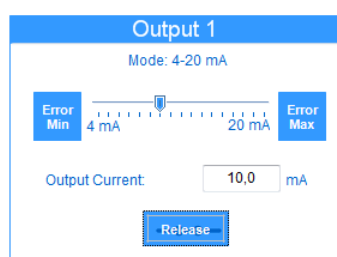 Output 1
Mode: 4-20 mA
Error Min
4 mA
20 mA
Error Max
Output Current:
10,0
mA
Release